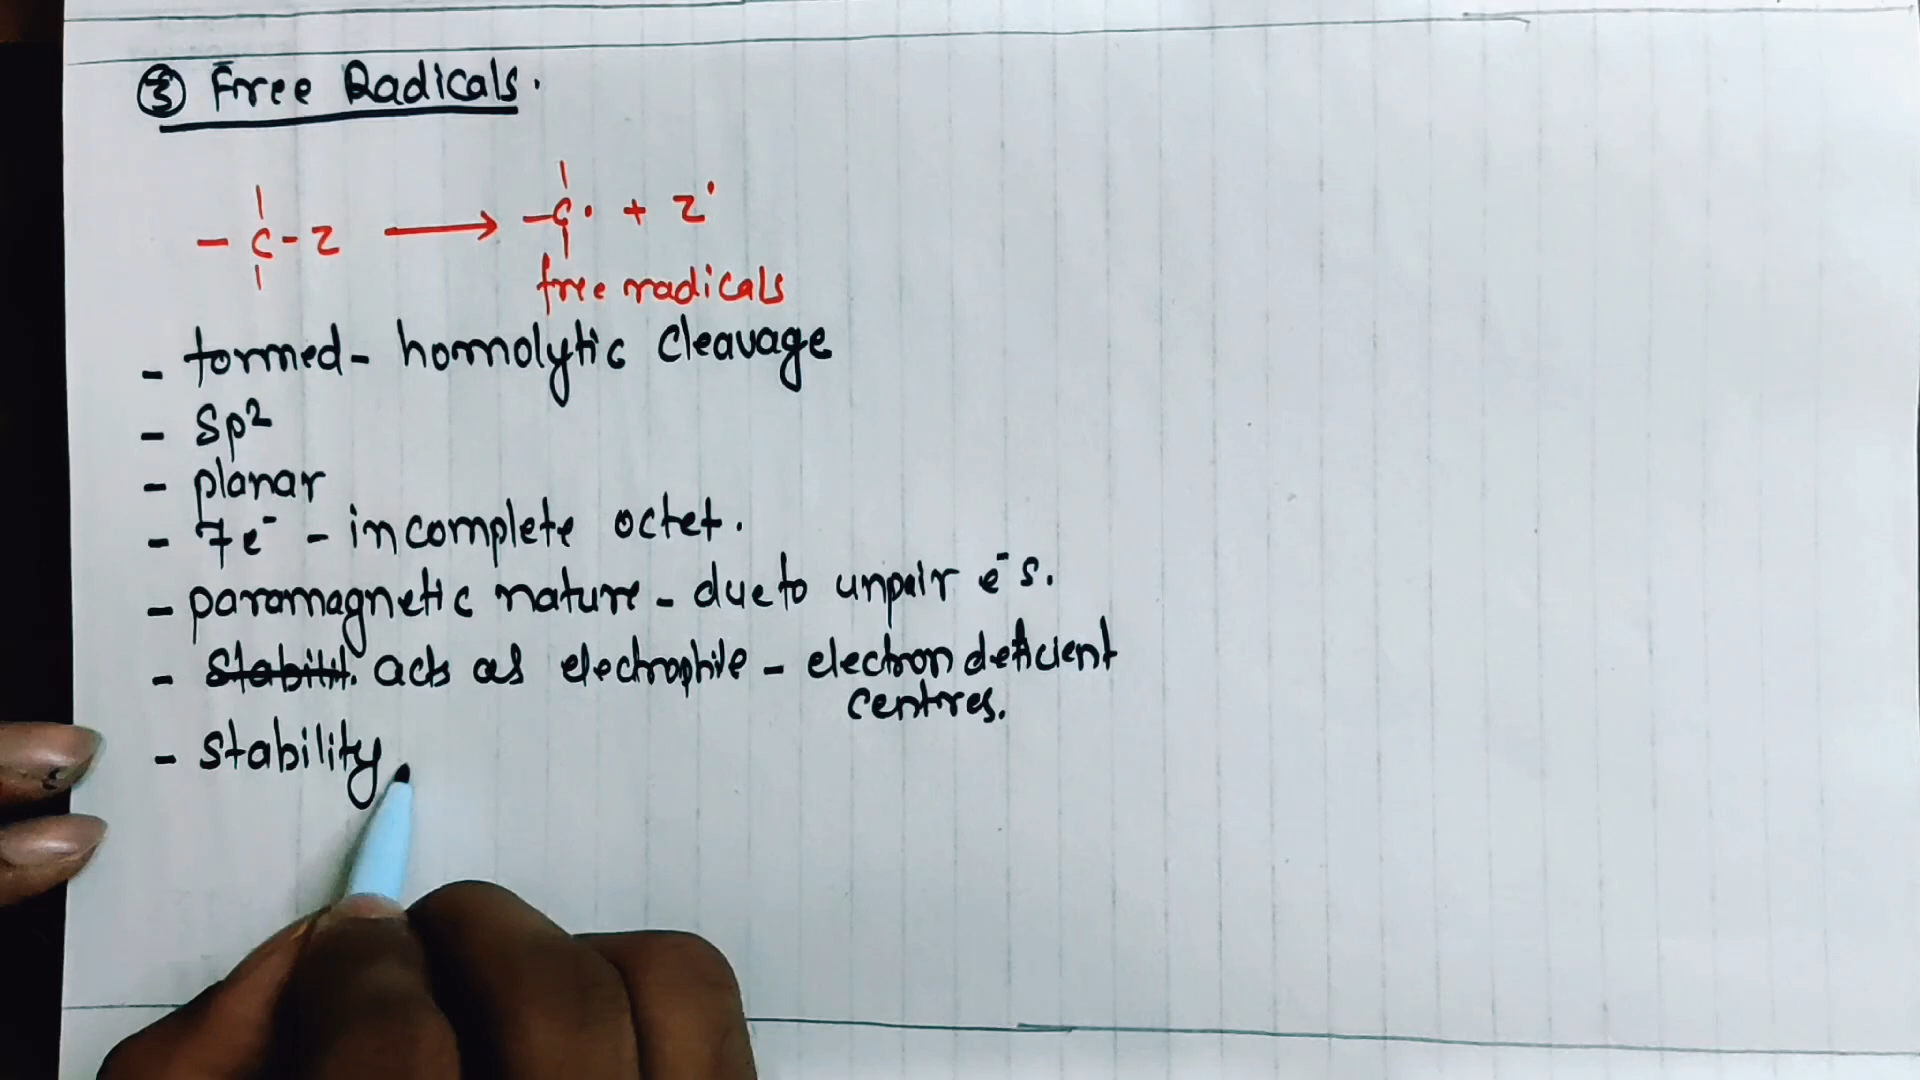 ③ Free Radicals.
|           |
- C - Z ⟶ - C· + Z·
|           |
free radicals
- formed - homolytic cleavage
- Sp²
- planar
- 7e⁻ - incomplete octet.
- paramagnetic nature - due to unpair e⁻s.
- ~~Stabilit.~~ acts as electrophile - electron deficient
centres.
- Stability